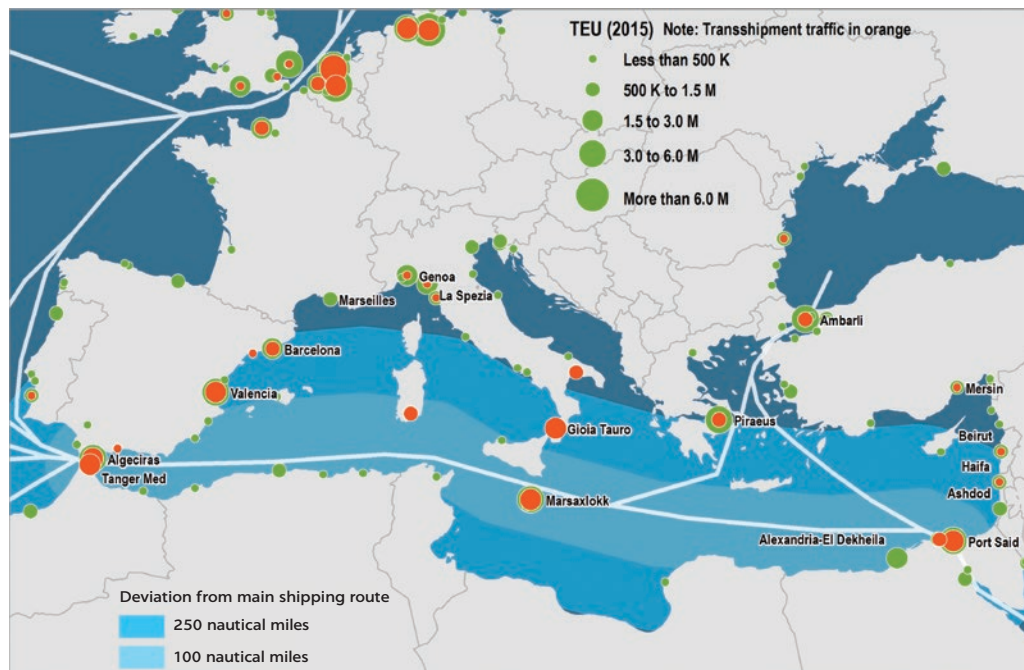 TEU (2015) Note: Transshipment traffic in orange
Less than 500 K
500 K to 1.5 M
1.5 to 3.0 M
3.0 to 6.0 M
More than 6.0 M
Genoa
La Spezia
Marseilles
Ambarli
Barcelona
Mersin
Valencia
Piraeus
Gioia Tauro
Beirut
Algeciras
Haifa
Tanger Med
Ashdod
Marsaxlokk
Alexandria-El Dekheila
Port Said
Deviation from main shipping route
250 nautical miles
100 nautical miles